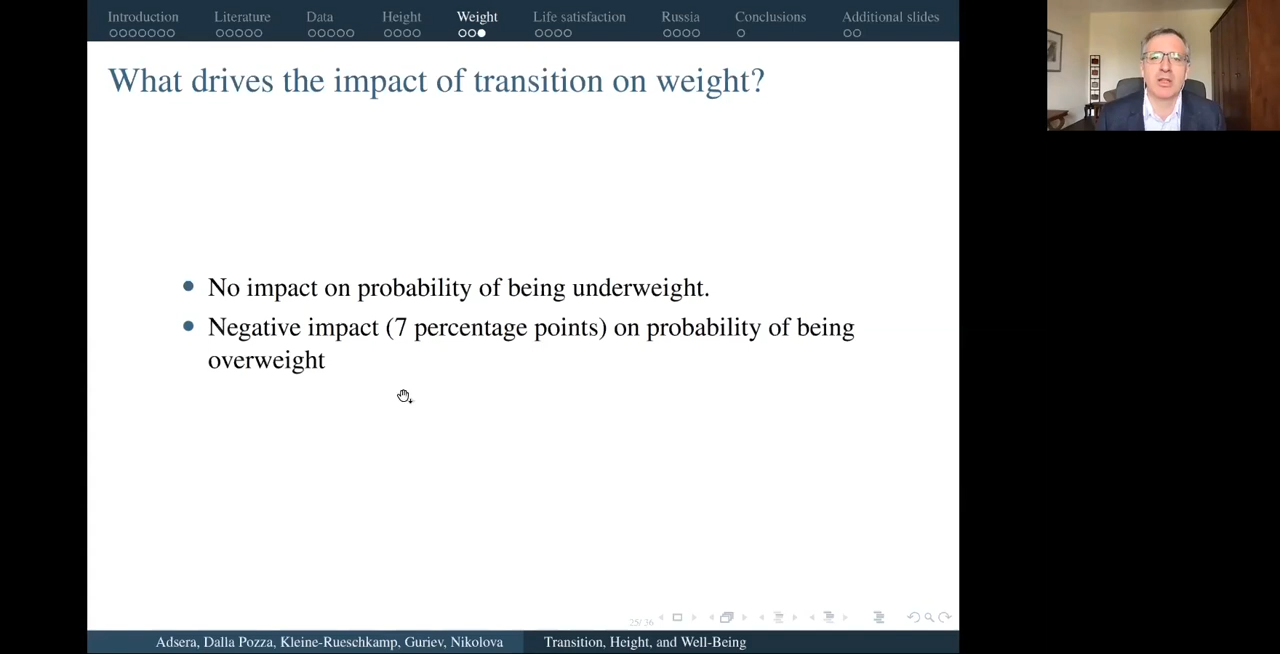 Introduction Literature Data Height Weight Life satisfaction Russia Conclusions Additional slides
What drives the impact of transition on weight?
No impact on probability of being underweight.
Negative impact (7 percentage points) on probability of being
overweight
25/36
Adsera, Dalla Pozza, Kleine-Rueschkamp, Guriev, Nikolova Transition, Height, and Well-Being